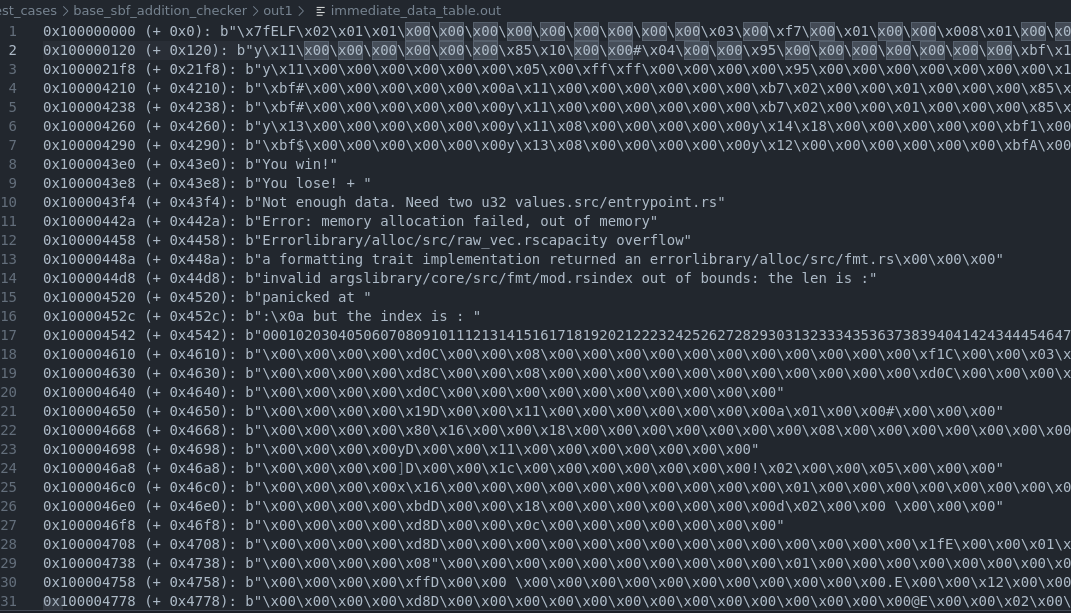 est_cases > base_sbf_addition_checker > out1 > immediate_data_table.out
1 0x100000000 (+ 0x0): b"\x7fELF\x02\x01\x01\x00\x00\x00\x00\x00\x00\x00\x00\x00\x03\x00\xf7\x00\x01\x00\x00\x008\x01\x00\x0
2 0x100000120 (+ 0x120): b"y\x11\x00\x00\x00\x00\x00\x00\x85\x10\x00\x00#\x04\x00\x00\x95\x00\x00\x00\x00\x00\x00\x00\xbf\x1
3 0x1000021f8 (+ 0x21f8): b"y\x11\x00\x00\x00\x00\x00\x00\x05\x00\xff\xff\x00\x00\x00\x00\x95\x00\x00\x00\x00\x00\x00\x00\x1
4 0x100004210 (+ 0x4210): b"\xbf#\x00\x00\x00\x00\x00\x00a\x11\x00\x00\x00\x00\x00\x00\xb7\x02\x00\x00\x01\x00\x00\x00\x85\x
5 0x100004238 (+ 0x4238): b"\xbf#\x00\x00\x00\x00\x00\x00y\x11\x00\x00\x00\x00\x00\x00\xb7\x02\x00\x00\x01\x00\x00\x00\x85\x
6 0x100004260 (+ 0x4260): b"y\x13\x00\x00\x00\x00\x00\x00y\x11\x08\x00\x00\x00\x00\x00y\x14\x18\x00\x00\x00\x00\x00\xbf1\x00
7 0x100004290 (+ 0x4290): b"\xbf$\x00\x00\x00\x00\x00\x00y\x13\x08\x00\x00\x00\x00\x00y\x12\x00\x00\x00\x00\x00\x00\xbfA\x00
8 0x1000043e0 (+ 0x43e0): b"You win!"
9 0x1000043e8 (+ 0x43e8): b"You lose! + "
10 0x1000043f4 (+ 0x43f4): b"Not enough data. Need two u32 values.src/entrypoint.rs"
11 0x10000442a (+ 0x442a): b"Error: memory allocation failed, out of memory"
12 0x100004458 (+ 0x4458): b"Errorlibrary/alloc/src/raw_vec.rscapacity overflow"
13 0x10000448a (+ 0x448a): b"a formatting trait implementation returned an errorlibrary/alloc/src/fmt.rs\x00\x00\x00"
14 0x1000044d8 (+ 0x44d8): b"invalid argslibrary/core/src/fmt/mod.rsindex out of bounds: the len is :"
15 0x100004520 (+ 0x4520): b"panicked at "
16 0x10000452c (+ 0x452c): b":\x0a but the index is : "
17 0x100004542 (+ 0x4542): b"000102030405060708091011121314151617181920212223242526272829303132333435363738394041424344454647
18 0x100004610 (+ 0x4610): b"\x00\x00\x00\x00\xd0C\x00\x00\x08\x00\x00\x00\x00\x00\x00\x00\x00\x00\x00\x00\xf1C\x00\x00\x03\x
19 0x100004630 (+ 0x4630): b"\x00\x00\x00\x00\xd8C\x00\x00\x08\x00\x00\x00\x00\x00\x00\x00\x00\x00\x00\x00\xd0C\x00\x00\x00\x
20 0x100004640 (+ 0x4640): b"\x00\x00\x00\x00\xd0C\x00\x00\x00\x00\x00\x00\x00\x00\x00\x00"
21 0x100004650 (+ 0x4650): b"\x00\x00\x00\x00\x19D\x00\x00\x11\x00\x00\x00\x00\x00\x00\x00a\x01\x00\x00#\x00\x00\x00"
22 0x100004668 (+ 0x4668): b"\x00\x00\x00\x00\x80\x16\x00\x00\x18\x00\x00\x00\x00\x00\x00\x00\x08\x00\x00\x00\x00\x00\x00\x00
23 0x100004698 (+ 0x4698): b"\x00\x00\x00\x00yD\x00\x00\x11\x00\x00\x00\x00\x00\x00\x00"
24 0x1000046a8 (+ 0x46a8): b"\x00\x00\x00\x00]D\x00\x00\x1c\x00\x00\x00\x00\x00\x00\x00!\x02\x00\x00\x05\x00\x00\x00"
25 0x1000046c0 (+ 0x46c0): b"\x00\x00\x00\x00x\x16\x00\x00\x00\x00\x00\x00\x00\x00\x00\x00\x01\x00\x00\x00\x00\x00\x00\x00\x0
26 0x1000046e0 (+ 0x46e0): b"\x00\x00\x00\x00\xbdD\x00\x00\x18\x00\x00\x00\x00\x00\x00\x00d\x02\x00\x00 \x00\x00\x00"
27 0x1000046f8 (+ 0x46f8): b"\x00\x00\x00\x00\xd8D\x00\x00\x0c\x00\x00\x00\x00\x00\x00\x00"
28 0x100004708 (+ 0x4708): b"\x00\x00\x00\x00\xd8D\x00\x00\x00\x00\x00\x00\x00\x00\x00\x00\x00\x00\x00\x00\x1fE\x00\x00\x01\x
29 0x100004738 (+ 0x4738): b"\x00\x00\x00\x00\x08"\x00\x00\x00\x00\x00\x00\x00\x00\x00\x00\x01\x00\x00\x00\x00\x00\x00\x00\x0
30 0x100004758 (+ 0x4758): b"\x00\x00\x00\x00\xffD\x00\x00 \x00\x00\x00\x00\x00\x00\x00\x00\x00\x00\x00.E\x00\x00\x12\x00\x00
31 0x100004778 (+ 0x4778): b"\x00\x00\x00\x00\xd8D\x00\x00\x00\x00\x00\x00\x00\x00\x00\x00\x00\x00\x00\x00@E\x00\x00\x02\x00\